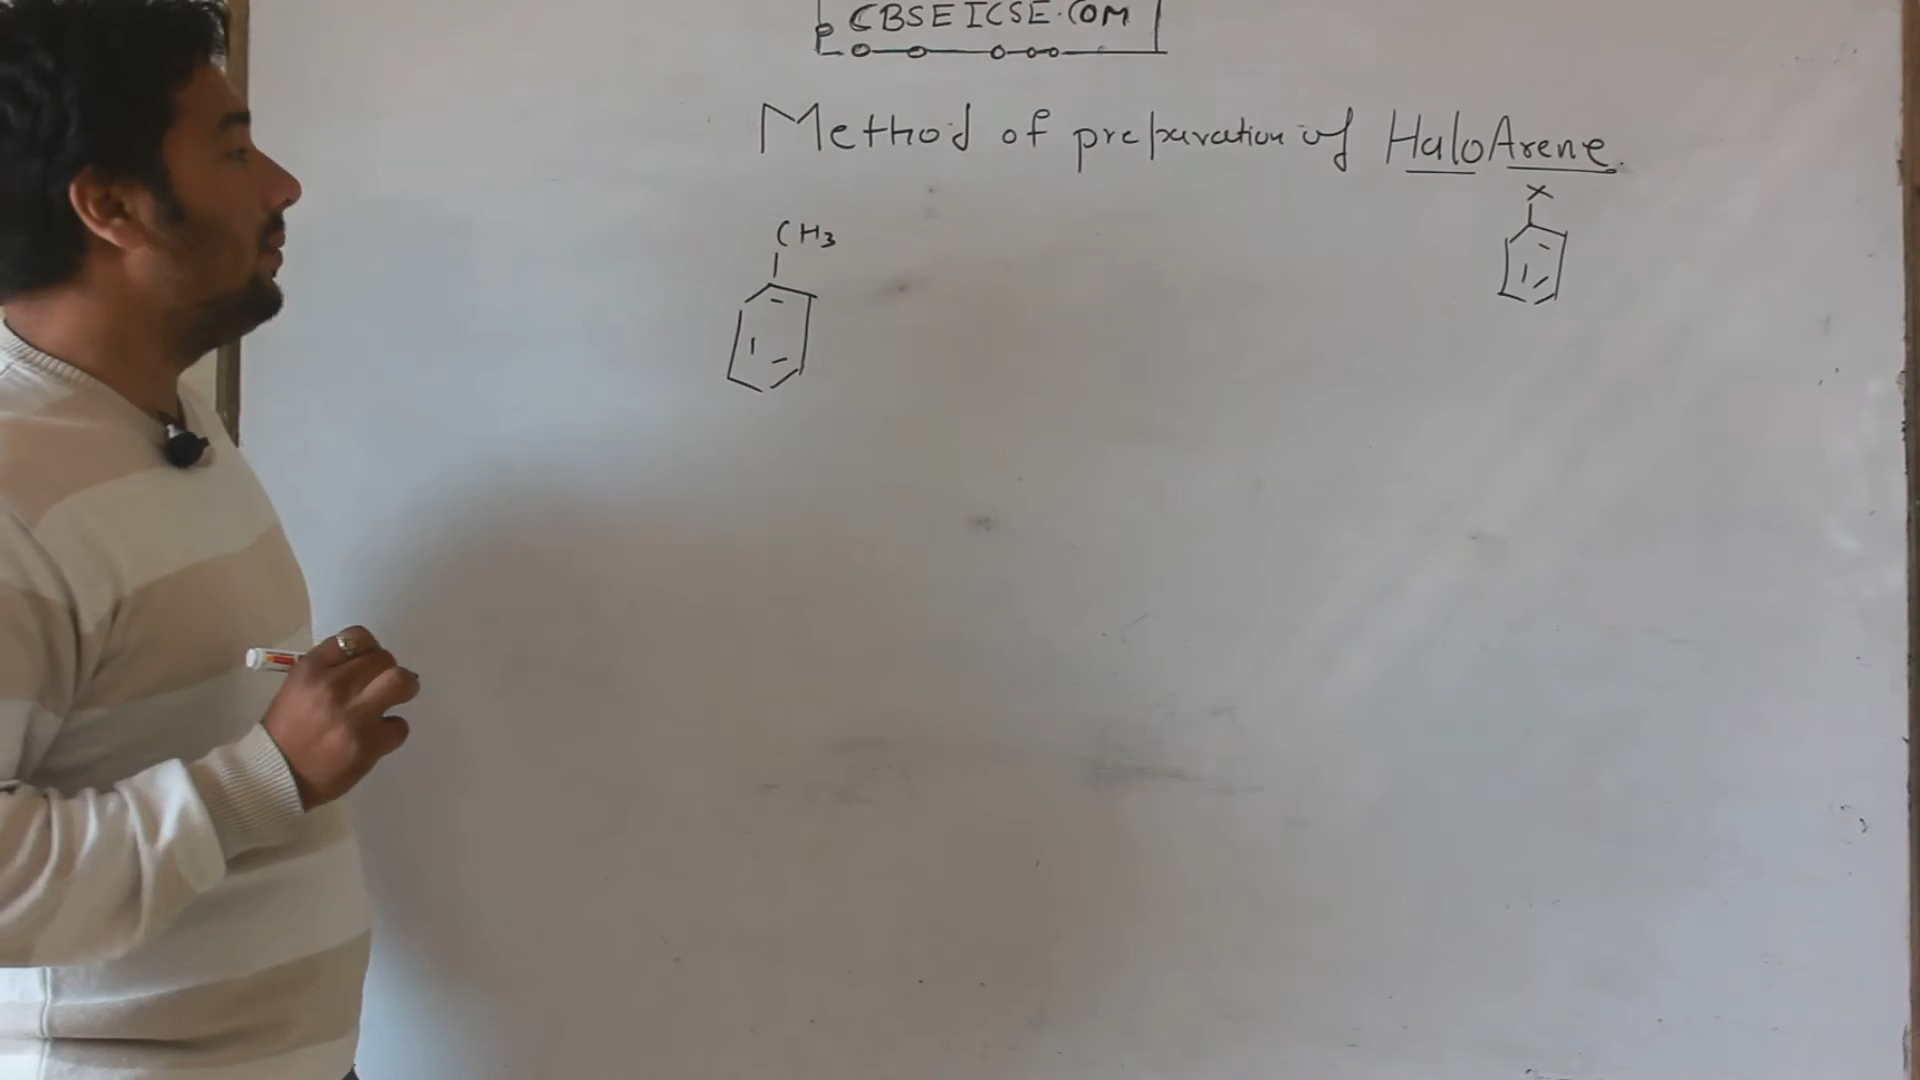 CBSEICSE.COM
Method of preparation of HaloArene.
X
CH3